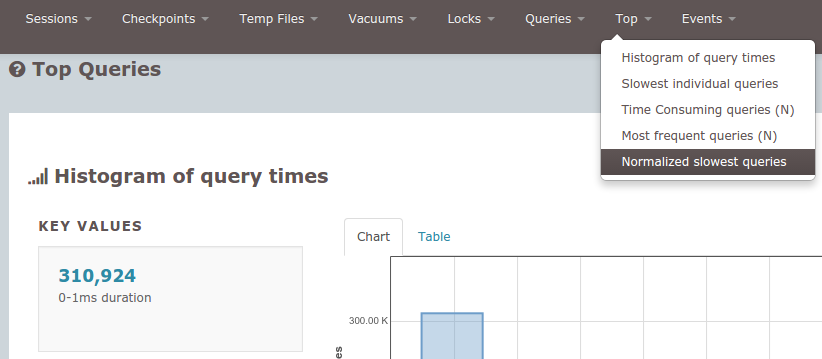 Sessions Checkpoints Temp Files Vacuums Locks Queries Top Events
Top Queries
Histogram of query times
Slowest individual queries
Time Consuming queries (N)
Most frequent queries (N)
Normalized slowest queries
Histogram of query times
KEY VALUES
310,924
0-1ms duration
Chart Table
300.00 K